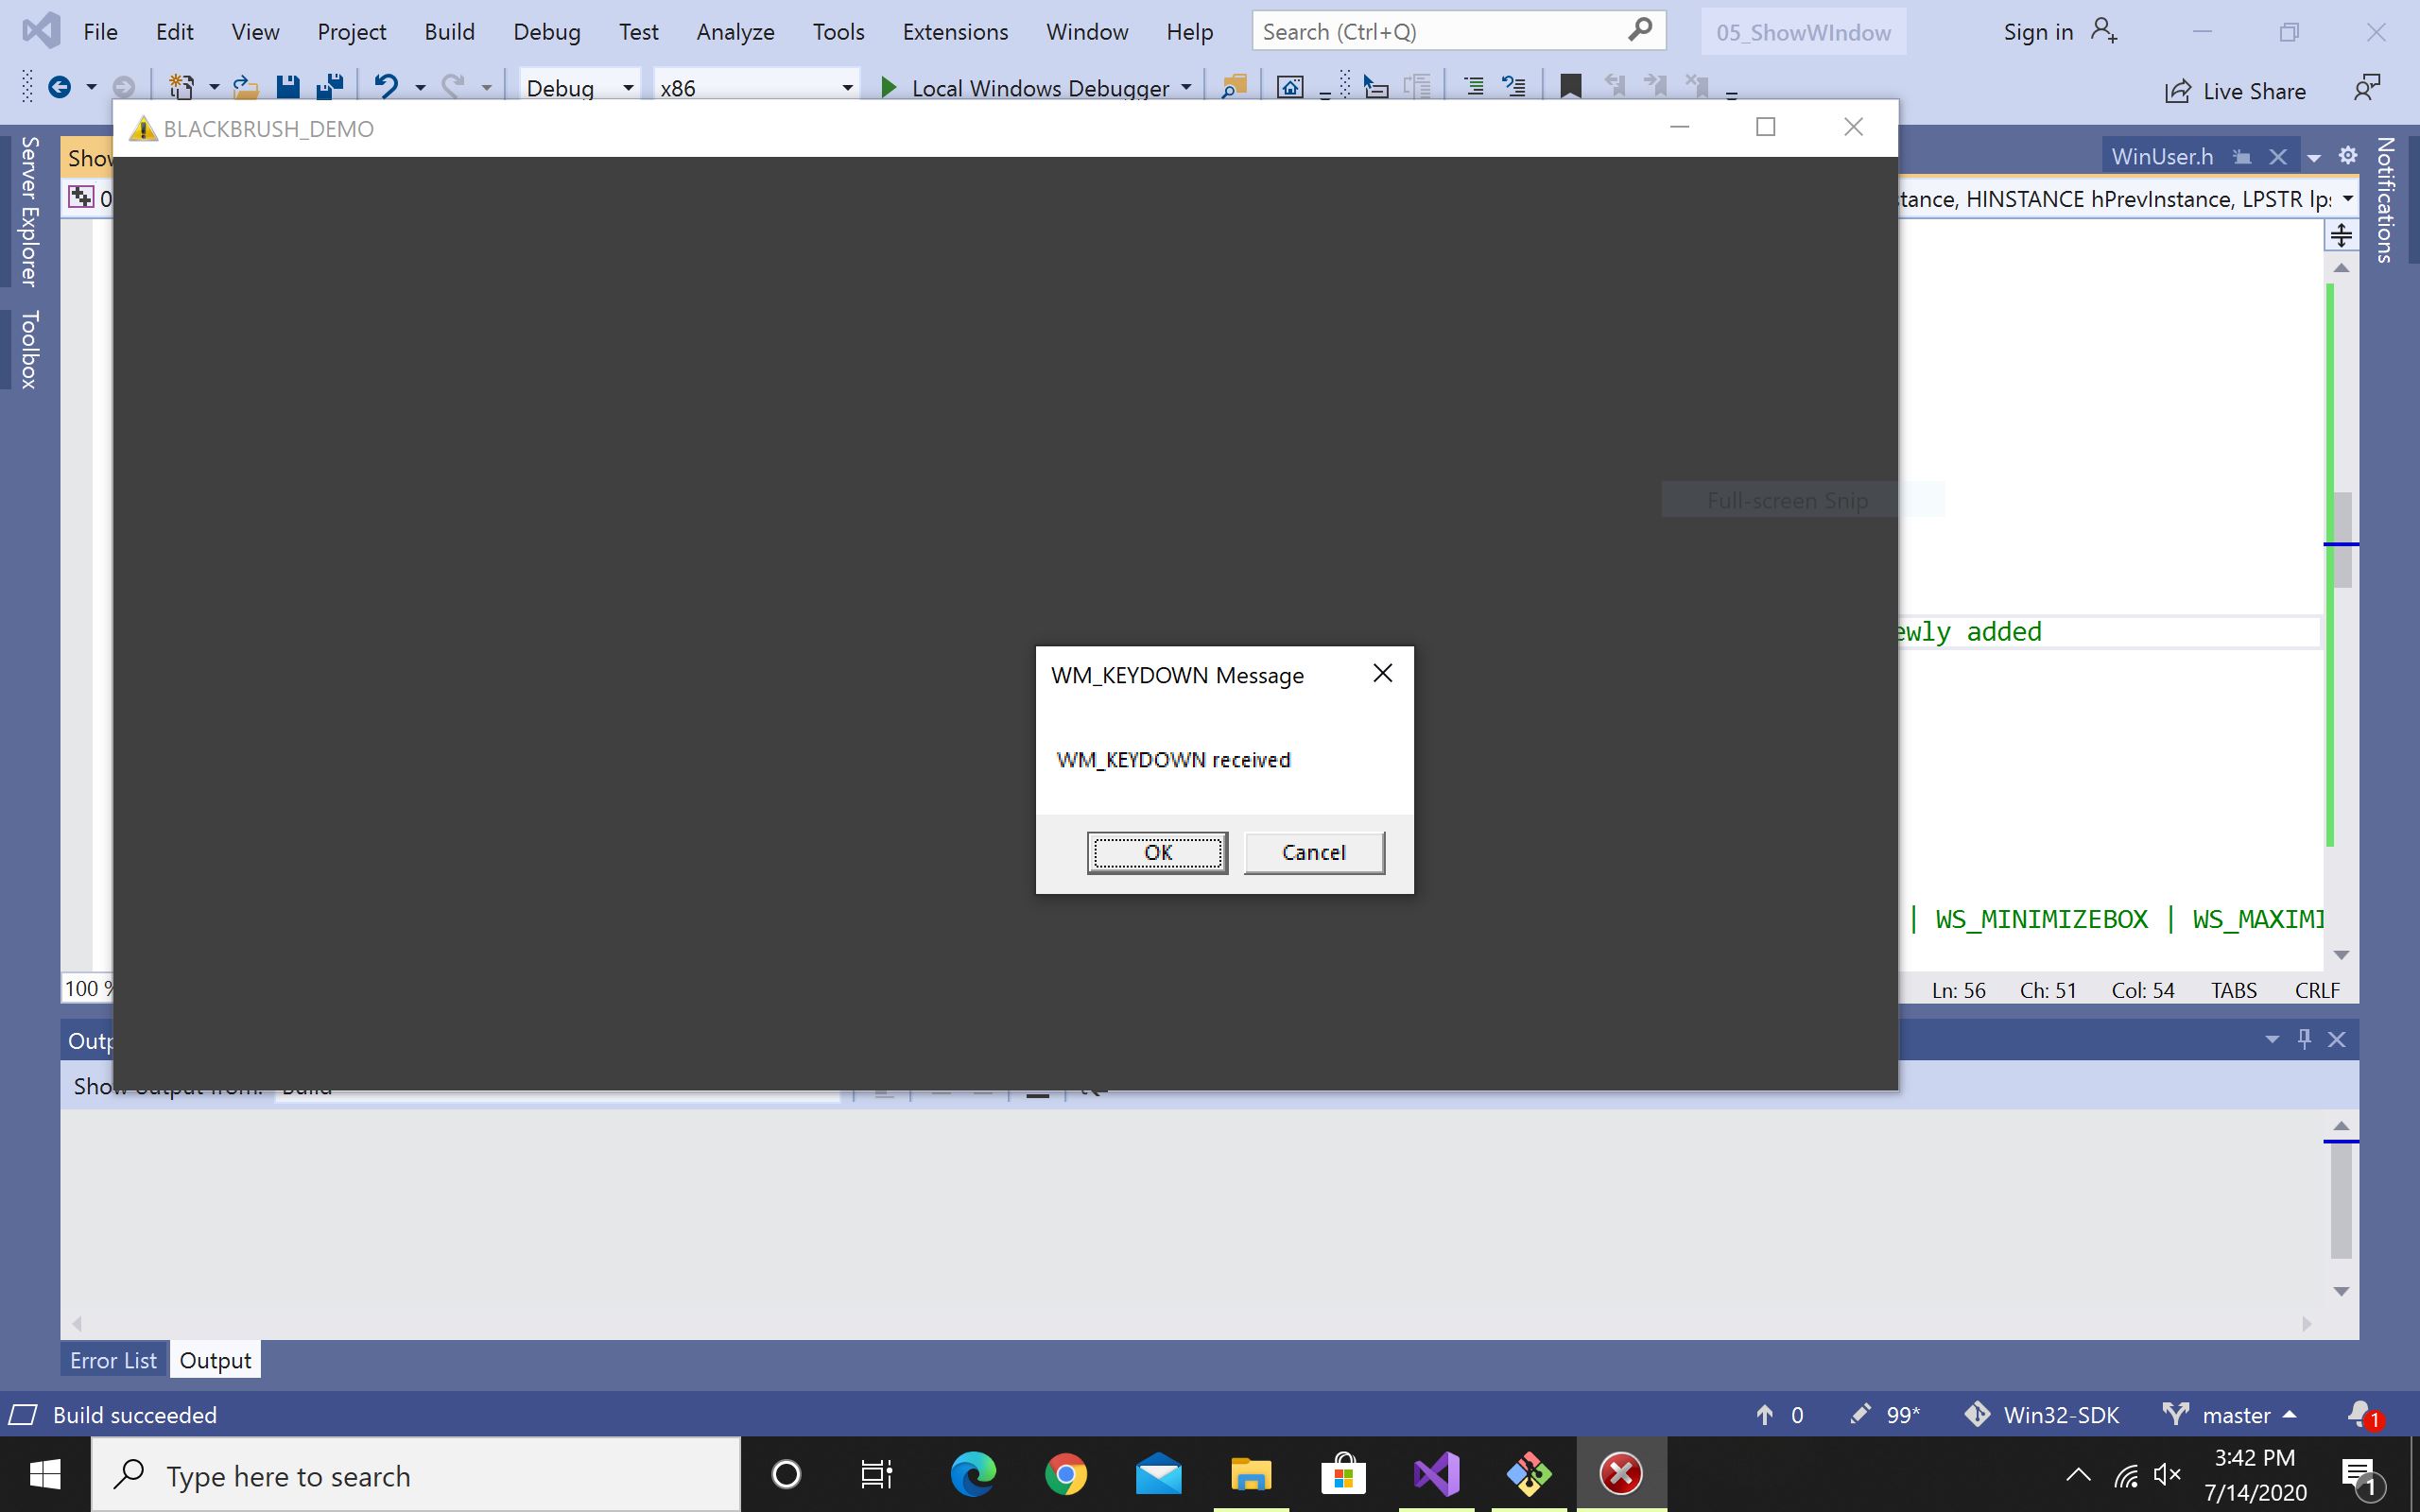 File Edit View Project Build Debug Test Analyze Tools Extensions Window Help Search (Ctrl+Q) 05_ShowWIndow Sign in
Debug x86 Local Windows Debugger Live Share
BLACKBRUSH_DEMO
Server Explorer
Toolbox
Show
WinUser.h
Notifications
0
tance, HINSTANCE hPrevInstance, LPSTR lps
Full-screen Snip
ewly added
WM_KEYDOWN Message
WM_KEYDOWN received
OK Cancel
| WS_MINIMIZEBOX | WS_MAXIMI
100 % Ln: 56 Ch: 51 Col: 54 TABS CRLF
Outp
Show output from: Build
Error List Output
Build succeeded 0 99* Win32-SDK master 1
Type here to search 3:42 PM
7/14/2020 1